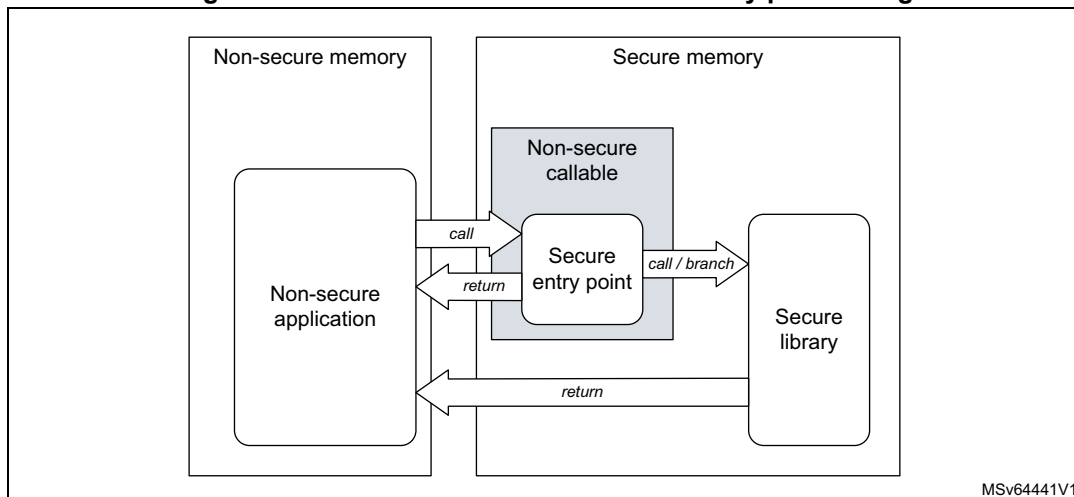 Non-secure memory
Secure memory
Non-secure
callable
call
Secure
entry point
call / branch
return
Non-secure
application
Secure
library
return
MSv64441V1